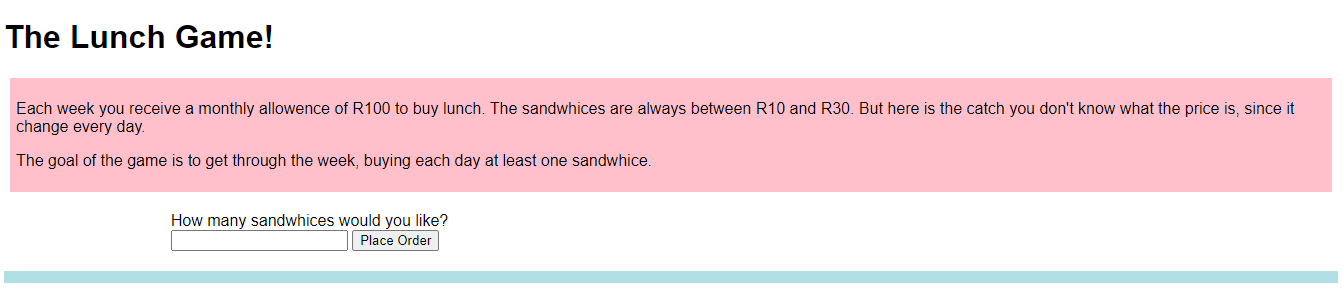 The Lunch Game!
Each week you receive a monthly allowence of R100 to buy lunch. The sandwhices are always between R10 and R30. But here is the catch you don't know what the price is, since it
change every day.
The goal of the game is to get through the week, buying each day at least one sandwhice.
How many sandwhices would you like?
Place Order